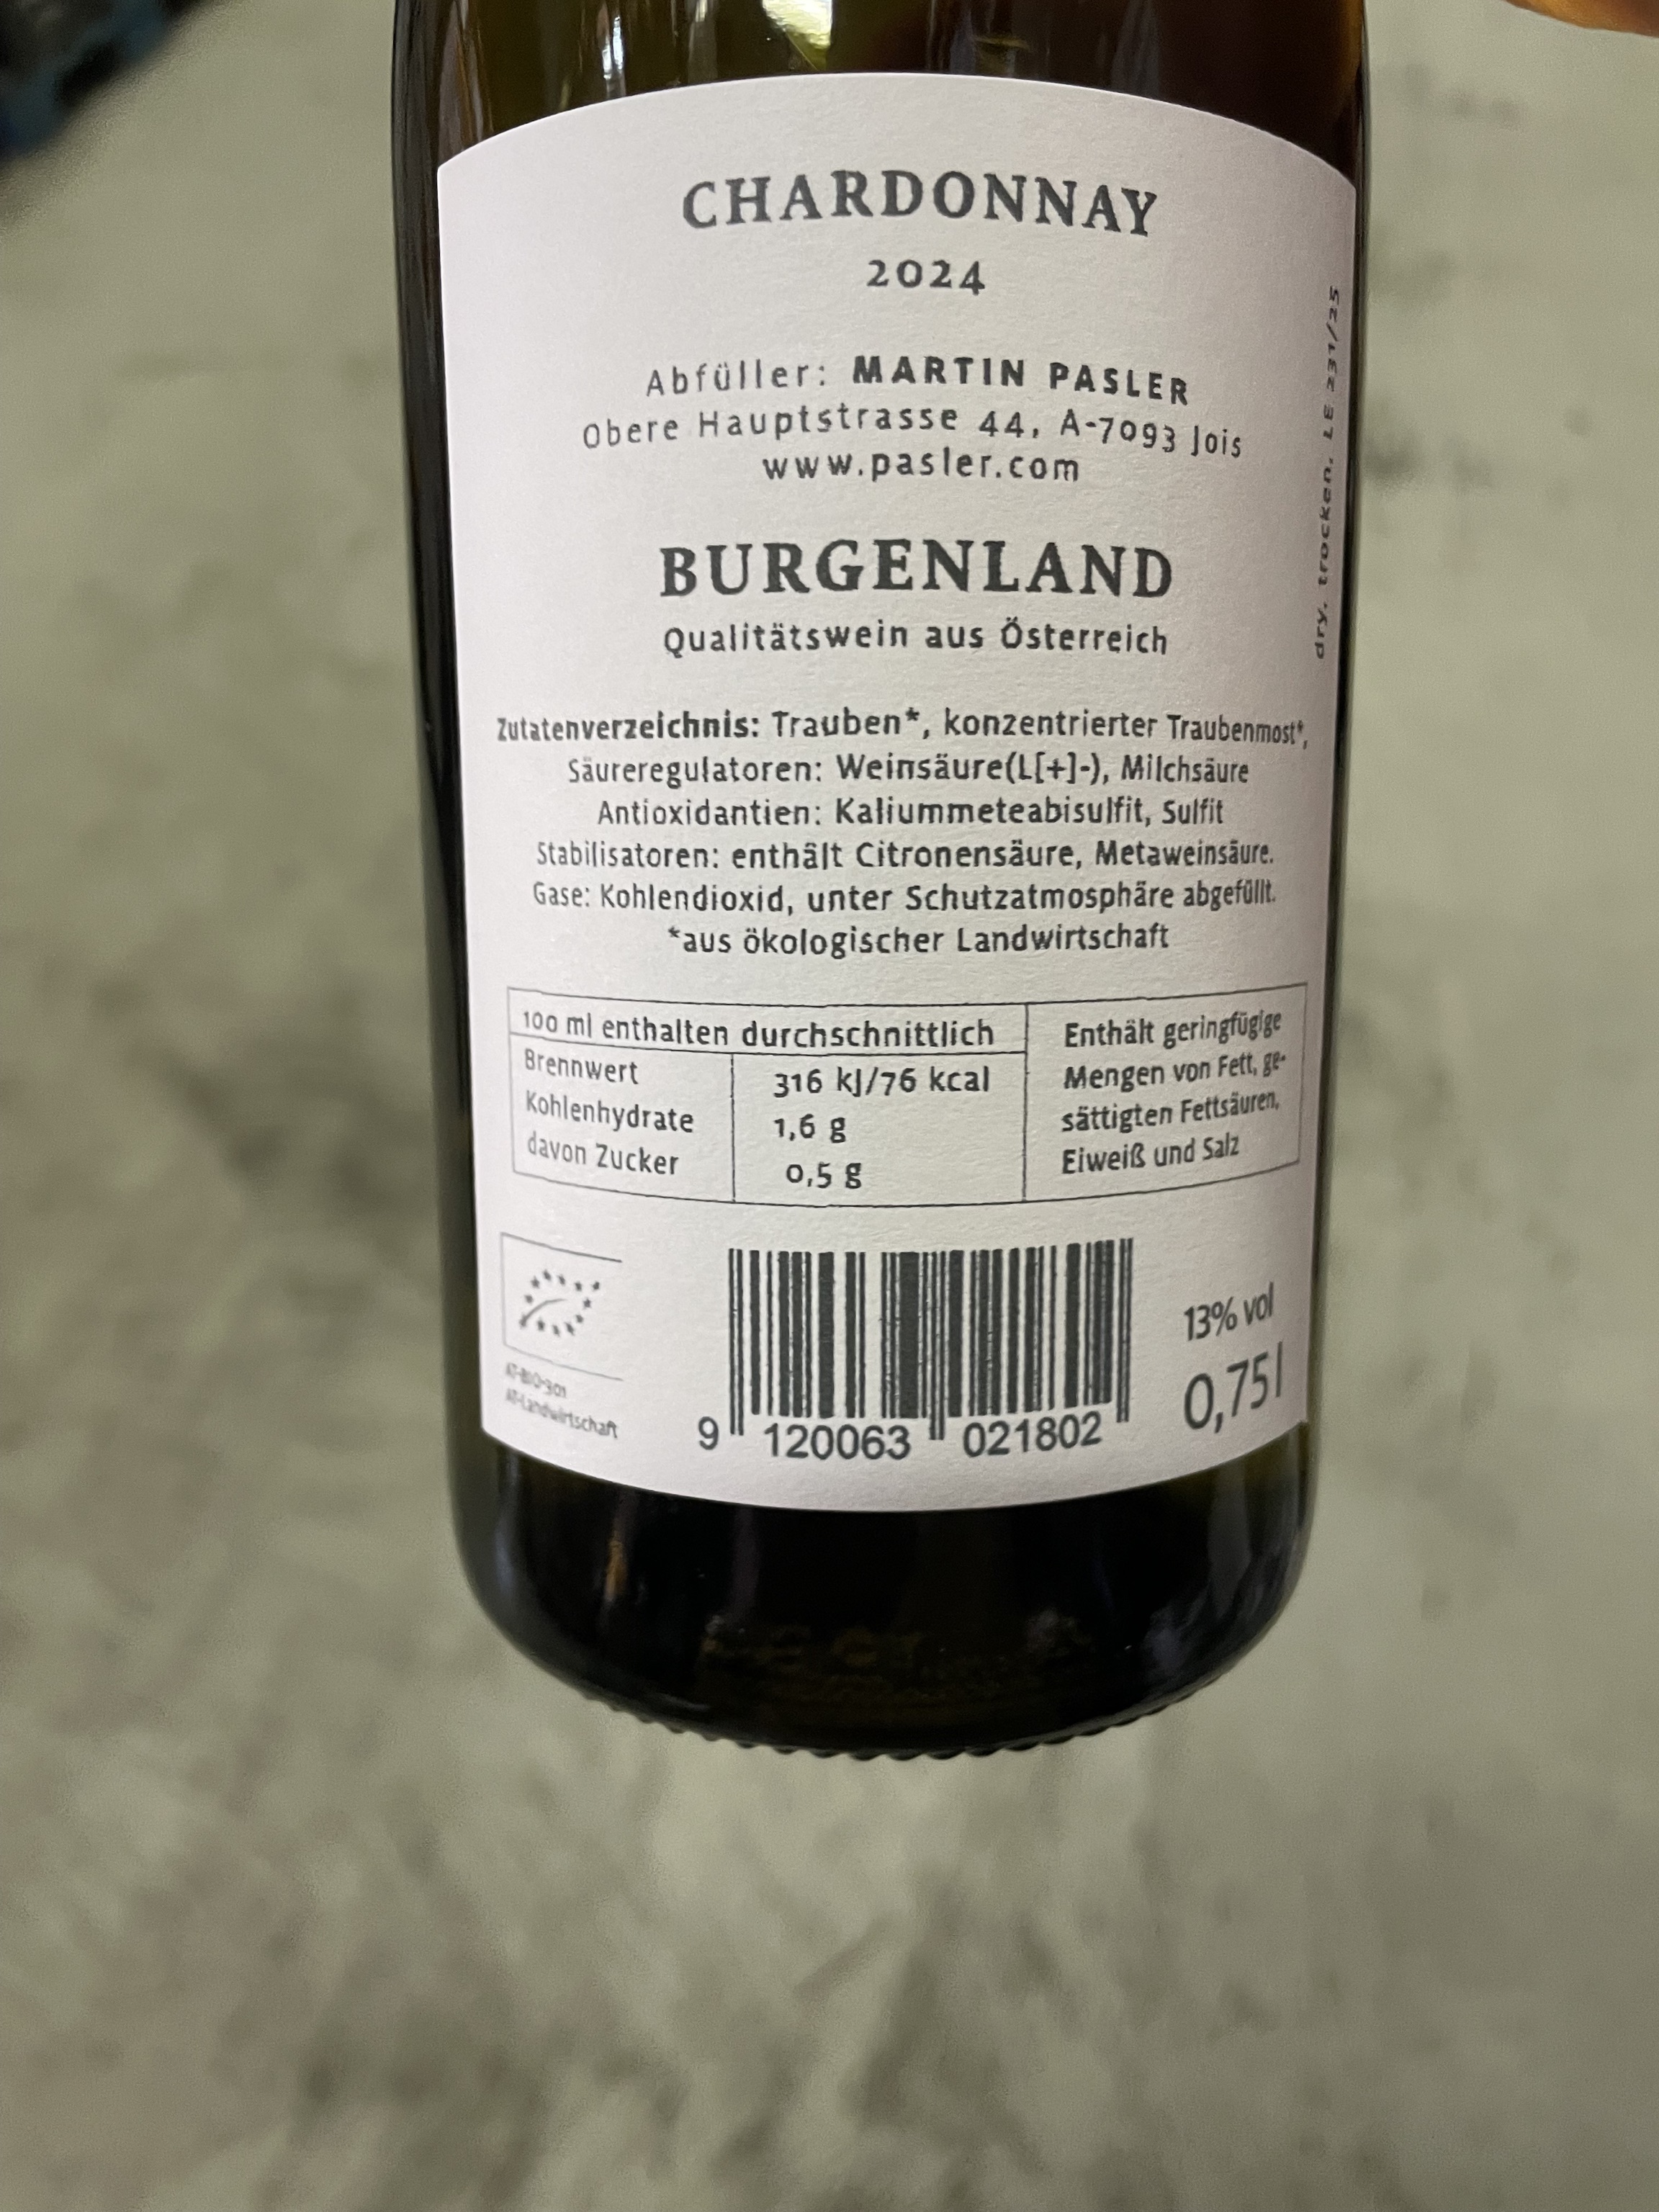 CHARDONNAY
2024
Abfüller: MARTIN PASLER
Obere Hauptstrasse 44, A-7093 Jois
www.pasler.com
BURGENLAND
Qualitätswein aus Österreich
dry. trocken. LE 231/25
Zutatenverzeichnis: Trauben*, konzentrierter Traubenmost*,
Säureregulatoren: Weinsäure(L[+]-), Milchsäure
Antioxidantien: Kaliummeteabisulfit, Sulfit
Stabilisatoren: enthält Citronensäure, Metaweinsäure.
Gase: Kohlendioxid, unter Schutzatmosphäre abgefüllt.
*aus ökologischer Landwirtschaft
100 ml enthalten durchschnittlich
Brennwert 316 kJ/76 kcal
Kohlenhydrate 1,6 g
davon Zucker 0,5 g
Enthält geringfügige
Mengen von Fett, ge-
sättigten Fettsäuren,
Eiweiß und Salz
AT-BIO-301
AT-Landwirtschaft
9 120063 021802
13% vol
0,75l